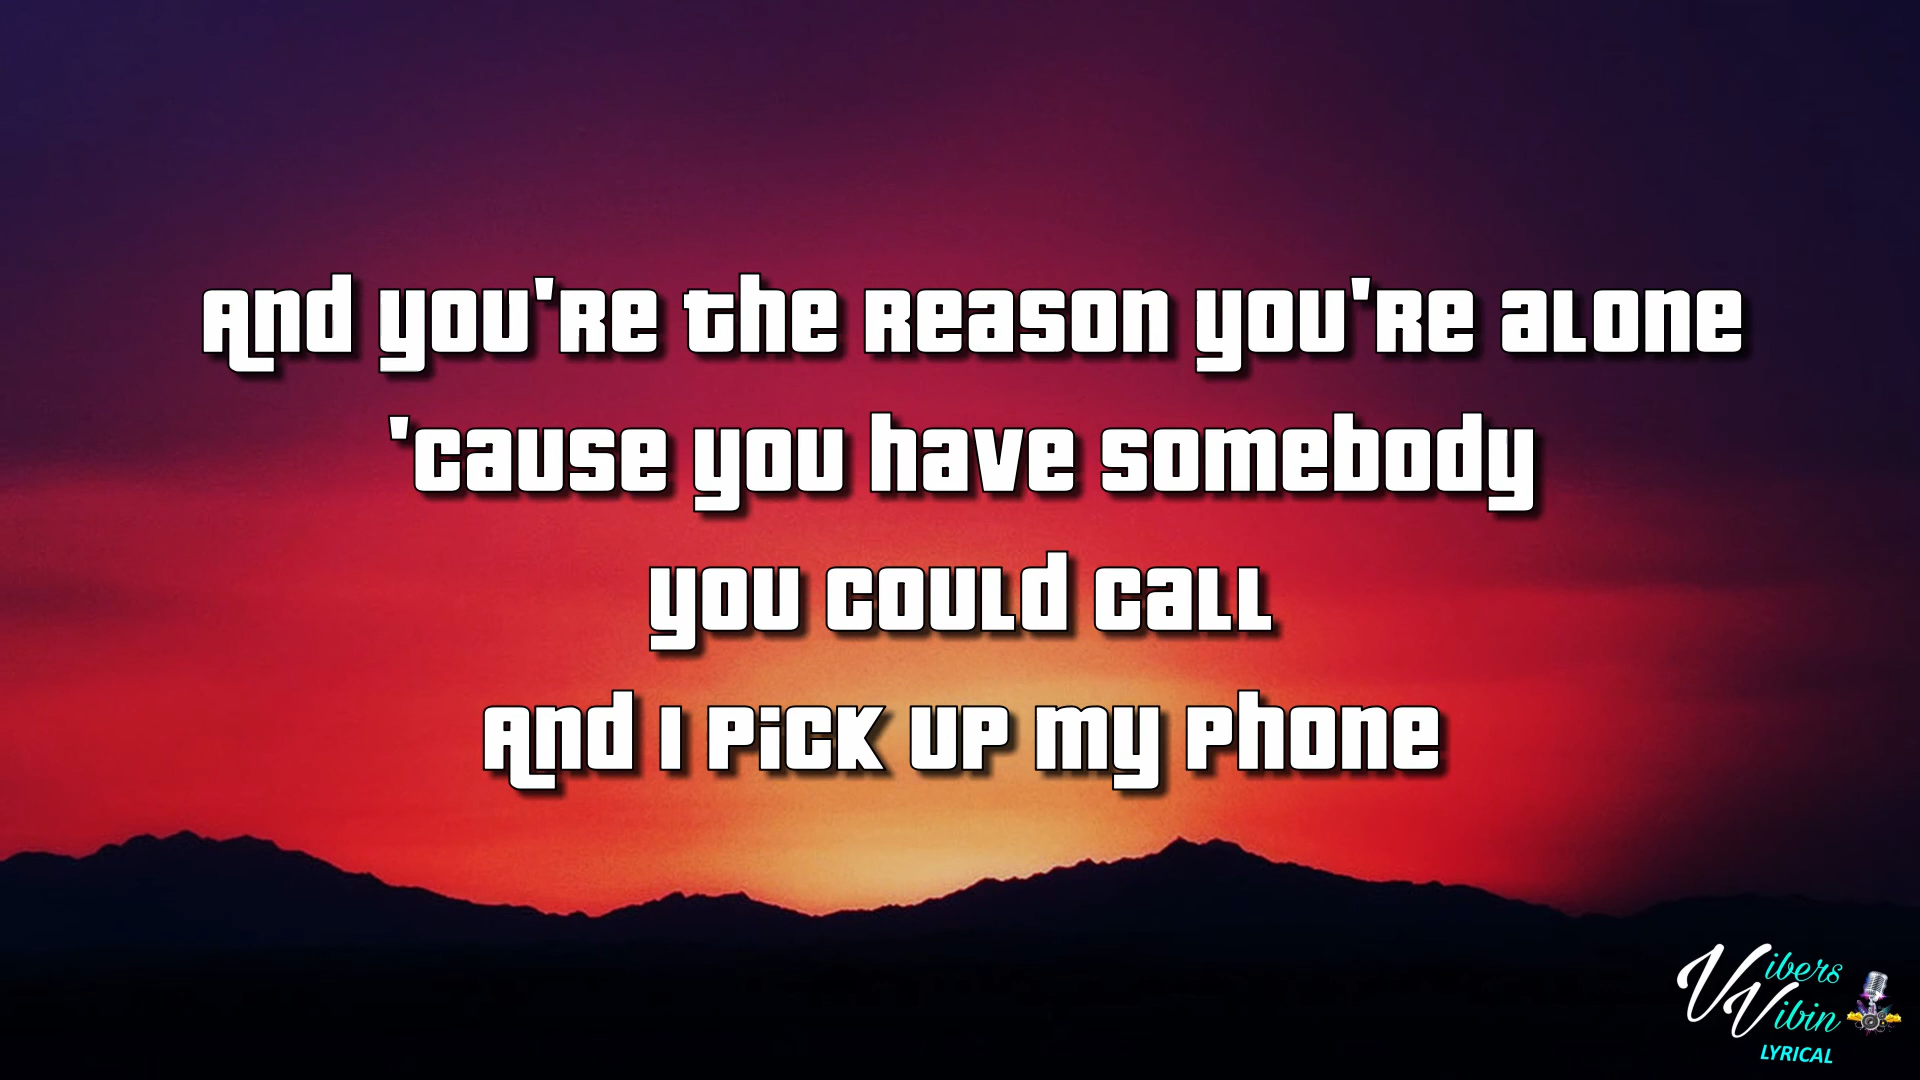 And you're the reason you're alone
'cause you have somebody
you could call
And I pick up my phone
Vibers
Vibin
LYRICAL